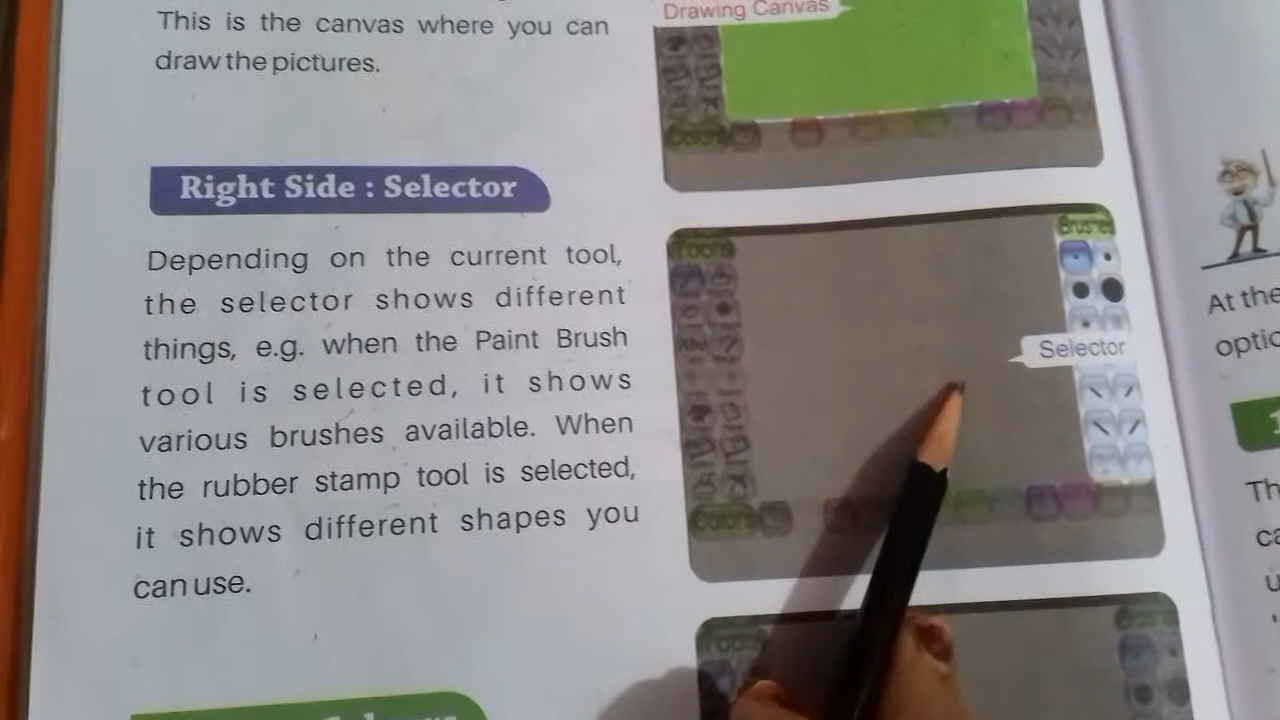 This is the canvas where you can
draw the pictures.
Right Side : Selector
Depending on the current tool,
the selector shows different
things, e.g. when the Paint Brush
tool is selected, it shows
various brushes available. When
the rubber stamp tool is selected,
it shows different shapes you
can use.
Drawing Canvas
Colors
Tools
Brushes
Selector
Colors
Tools
At the